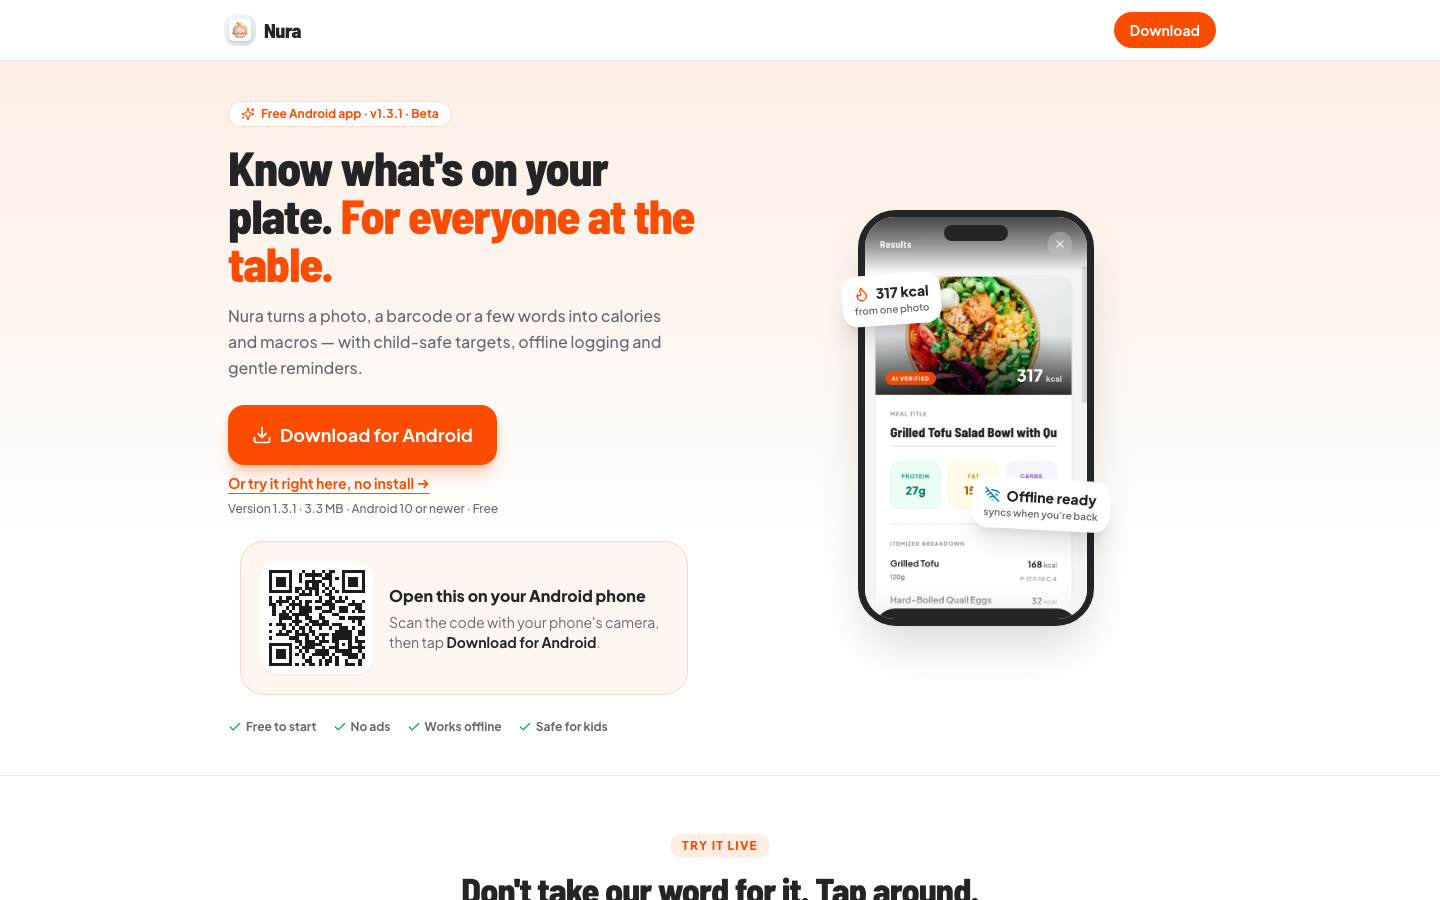 Nura
Download
Free Android app · v1.3.1 · Beta
Know what's on your
plate. For everyone at the
table.
Nura turns a photo, a barcode or a few words into calories
and macros — with child-safe targets, offline logging and
gentle reminders.
Download for Android
Or try it right here, no install →
Version 1.3.1 · 3.3 MB · Android 10 or newer · Free
Open this on your Android phone
Scan the code with your phone's camera,
then tap Download for Android.
Free to start
No ads
Works offline
Safe for kids
Results
317 kcal
from one photo
AI VERIFIED
317 kcal
MEAL TITLE
Grilled Tofu Salad Bowl with Qu
PROTEIN
27g
FAT
15
CARBS
Offline ready
syncs when you're back
ITEMIZED BREAKDOWN
Grilled Tofu
168 kcal
120g
P:17 F:10 C:4
Hard-Boiled Quail Eggs
32 kcal
TRY IT LIVE
Don't take our word for it. Tap around.